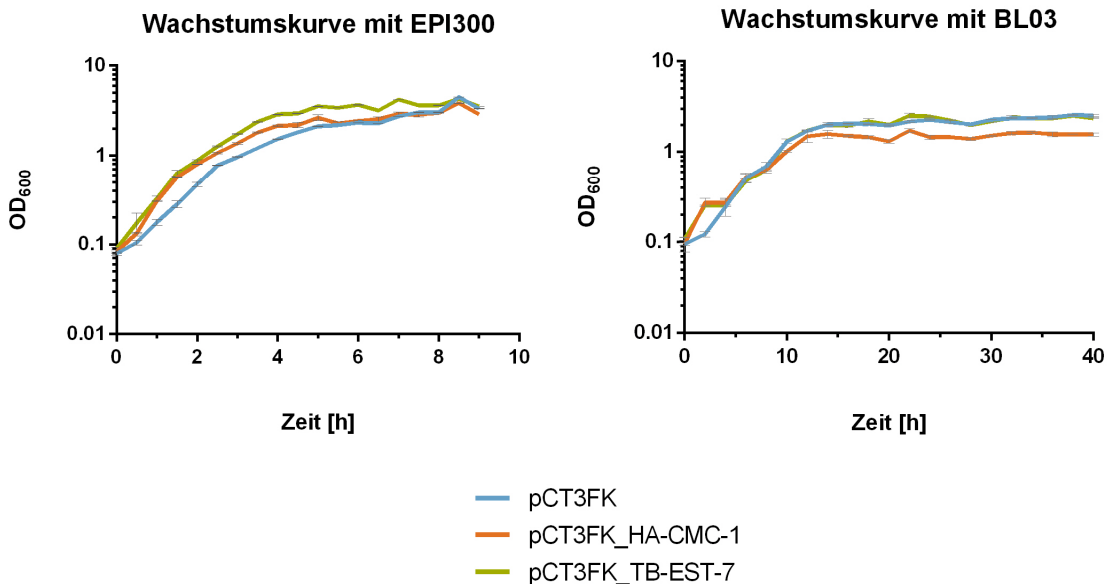 Wachstumskurve mit EPI300
Wachstumskurve mit BL03
OD600
10
1
0.1
0.01
0 2 4 6 8 10
Zeit [h]
OD600
10
1
0.1
0.01
0 10 20 30 40
Zeit [h]
pCT3FK
pCT3FK_HA-CMC-1
pCT3FK_TB-EST-7